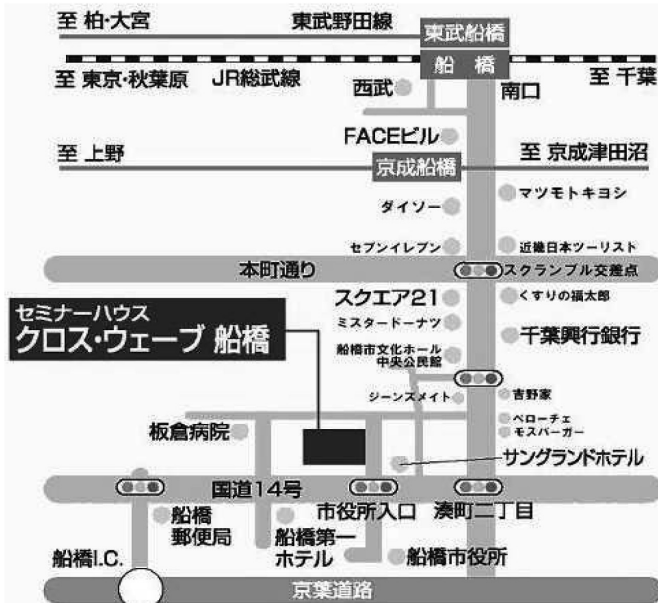 至 柏・大宮
東武野田線
東武船橋
船 橋
至 東京・秋葉原
JR総武線
至 千葉
西武
南口
FACEビル
至 上野
京成船橋
至 京成津田沼
マツモトキヨシ
ダイソー
セブンイレブン
近畿日本ツーリスト
本町通り
スクランブル交差点
スクエア21
くすりの福太郎
セミナーハウス
クロス・ウェーブ 船橋
ミスタードーナツ
千葉興行銀行
船橋市文化ホール
中央公民館
ジーンズメイト
吉野家
ベローチェ
モスバーガー
板倉病院
サングランドホテル
国道14号
市役所入口
湊町二丁目
船橋
郵便局
船橋第一
ホテル
船橋市役所
船橋I.C.
京葉道路